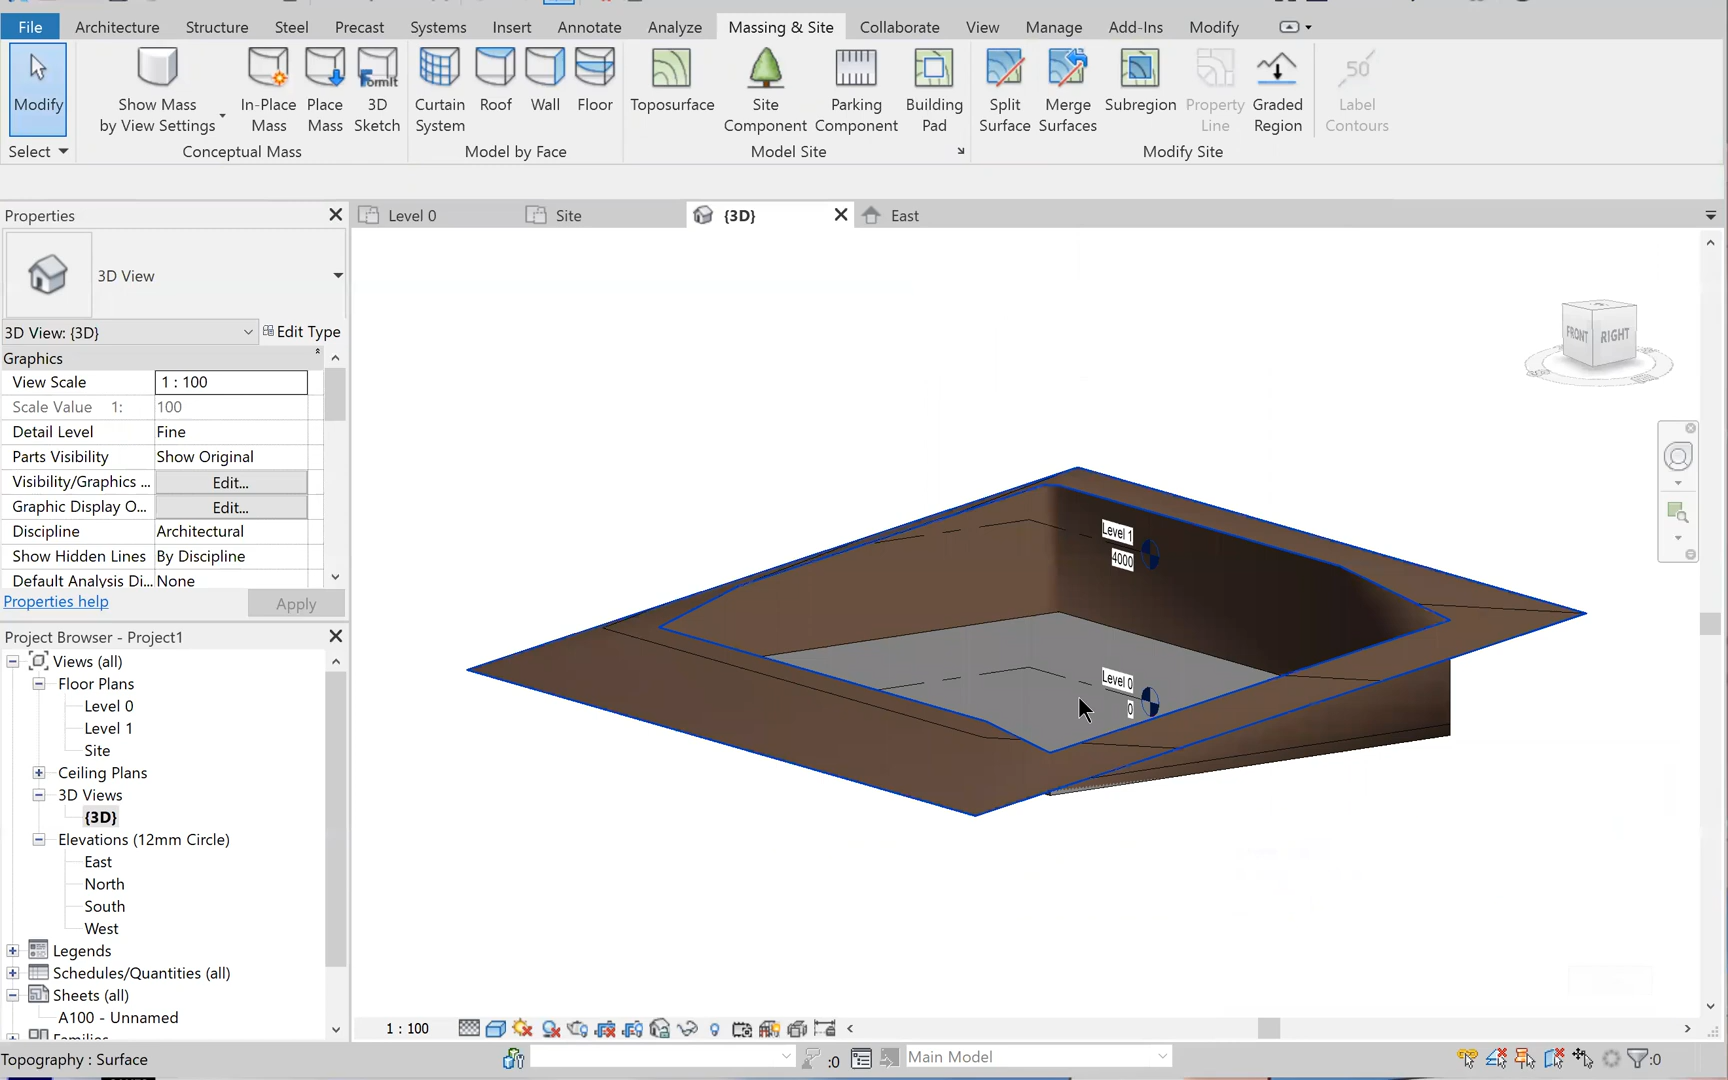 File Architecture Structure Steel Precast Systems Insert Annotate Analyze Massing & Site Collaborate View Manage Add-Ins Modify
Modify
Show Mass
by View Settings
In-Place
Mass
Place
Mass
FormIt
3D
Sketch
Curtain
System
Roof
Wall
Floor
Toposurface
Site
Component
Parking
Component
Building
Pad
Split
Surface
Merge
Surfaces
Subregion
Property
Line
Graded
Region
50
Label
Contours
Select Conceptual Mass Model by Face Model Site Modify Site
Properties
Level 0 Site {3D} East
3D View
3D View: {3D} Edit Type
Graphics
View Scale 1 : 100
Scale Value 1: 100
Detail Level Fine
Parts Visibility Show Original
Visibility/Graphics ... Edit...
Graphic Display O... Edit...
Discipline Architectural
Show Hidden Lines By Discipline
Default Analysis Di... None
Properties help Apply
Project Browser - Project1
Views (all)
Floor Plans
Level 0
Level 1
Site
Ceiling Plans
3D Views
{3D}
Elevations (12mm Circle)
East
North
South
West
Legends
Schedules/Quantities (all)
Sheets (all)
A100 - Unnamed
FRONT RIGHT
Level 1
4000
Level 0
0
1 : 100
Topography : Surface
:0
Main Model
:0